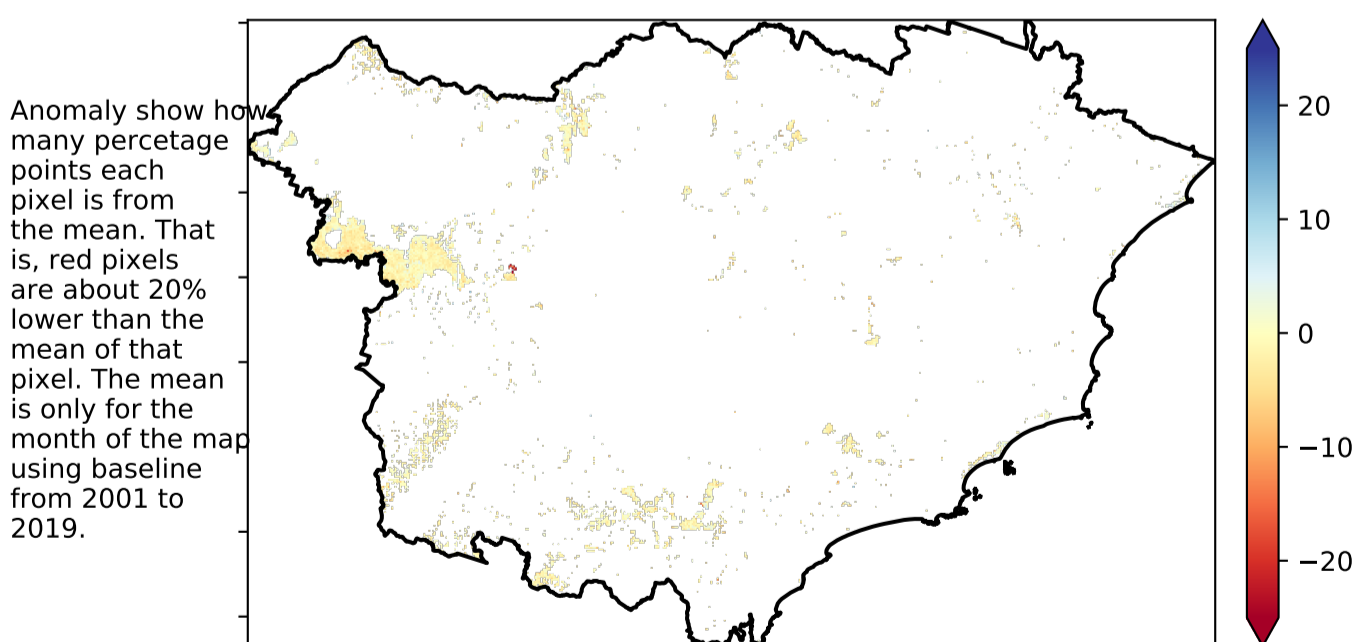 Anomaly show how
many percetage
points each
pixel is from
the mean. That
is, red pixels
are about 20%
lower than the
mean of that
pixel. The mean
is only for the
month of the map
using baseline
from 2001 to
2019.
20
10
0
−10
−20